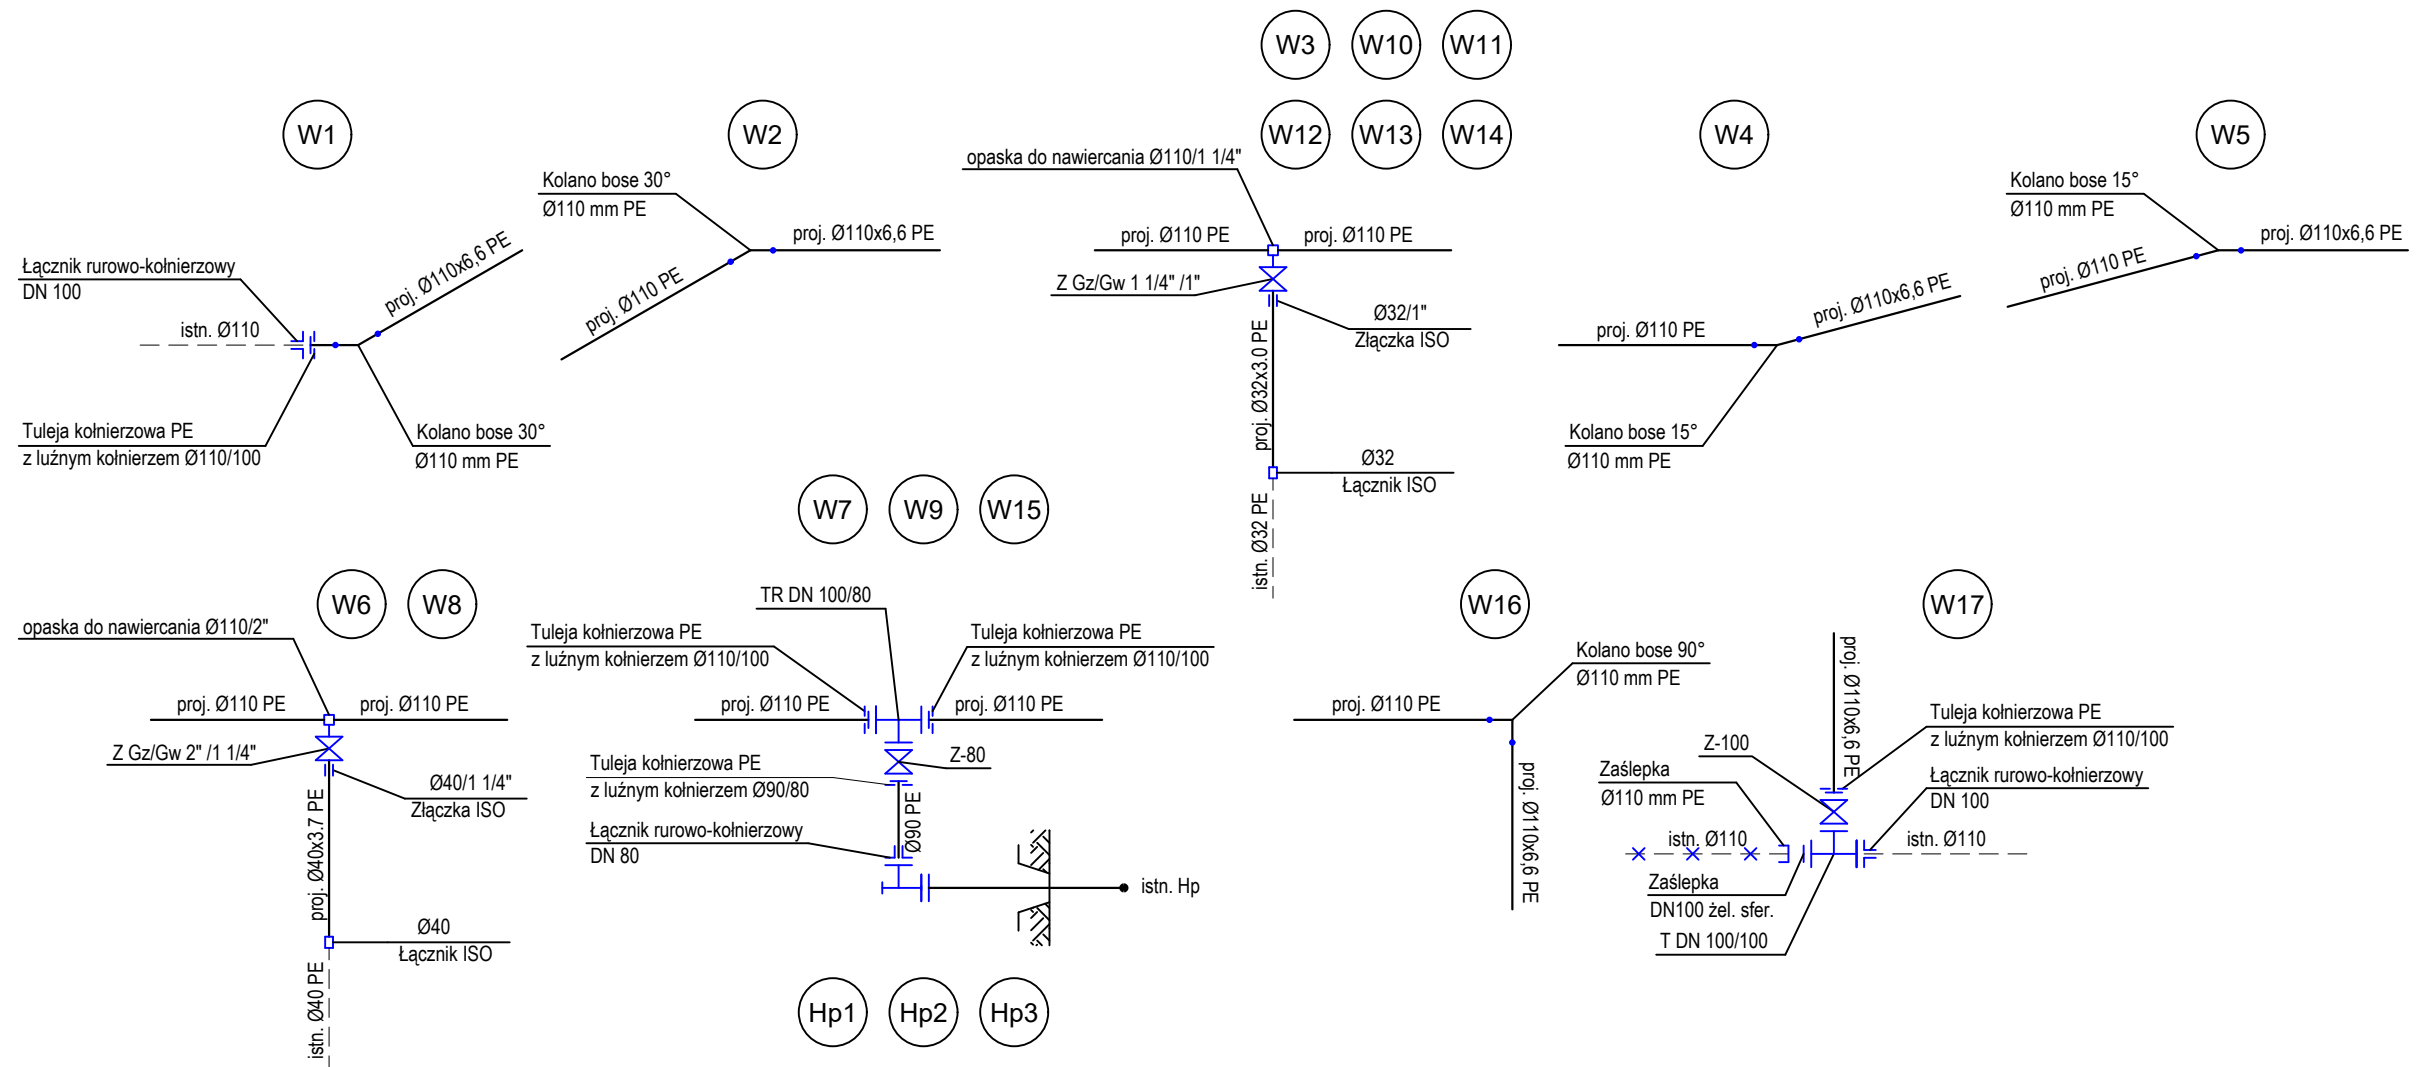 W1
Łącznik rurowo-kołnierzowy
DN 100
istn. Ø110
proj. Ø110x6,6 PE
Tuleja kołnierzowa PE
z luźnym kołnierzem Ø110/100
Kolano bose 30°
Ø110 mm PE
W2
Kolano bose 30°
Ø110 mm PE
proj. Ø110x6,6 PE
proj. Ø110 PE
W3 W10 W11
W12 W13 W14
opaska do nawiercania Ø110/1 1/4"
proj. Ø110 PE
proj. Ø110 PE
Z Gz/Gw 1 1/4" /1"
Ø32/1"
Złączka ISO
proj. Ø32x3.0 PE
Ø32
Łącznik ISO
istn. Ø32 PE
W4
proj. Ø110 PE
proj. Ø110x6,6 PE
Kolano bose 15°
Ø110 mm PE
W5
Kolano bose 15°
Ø110 mm PE
proj. Ø110x6,6 PE
proj. Ø110 PE
W6 W8
opaska do nawiercania Ø110/2"
proj. Ø110 PE
proj. Ø110 PE
Z Gz/Gw 2" /1 1/4"
Ø40/1 1/4"
Złączka ISO
proj. Ø40x3.7 PE
Ø40
Łącznik ISO
istn. Ø40 PE
W7 W9 W15
TR DN 100/80
Tuleja kołnierzowa PE
z luźnym kołnierzem Ø110/100
Tuleja kołnierzowa PE
z luźnym kołnierzem Ø110/100
proj. Ø110 PE
proj. Ø110 PE
Z-80
Tuleja kołnierzowa PE
z luźnym kołnierzem Ø90/80
Ø90 PE
Łącznik rurowo-kołnierzowy
DN 80
istn. Hp
Hp1 Hp2 Hp3
W16
Kolano bose 90°
Ø110 mm PE
proj. Ø110 PE
proj. Ø110x6,6 PE
W17
proj. Ø110x6,6 PE
Tuleja kołnierzowa PE
z luźnym kołnierzem Ø110/100
Z-100
Zaślepka
Ø110 mm PE
Łącznik rurowo-kołnierzowy
DN 100
istn. Ø110
istn. Ø110
Zaślepka
DN100 żel. sfer.
T DN 100/100